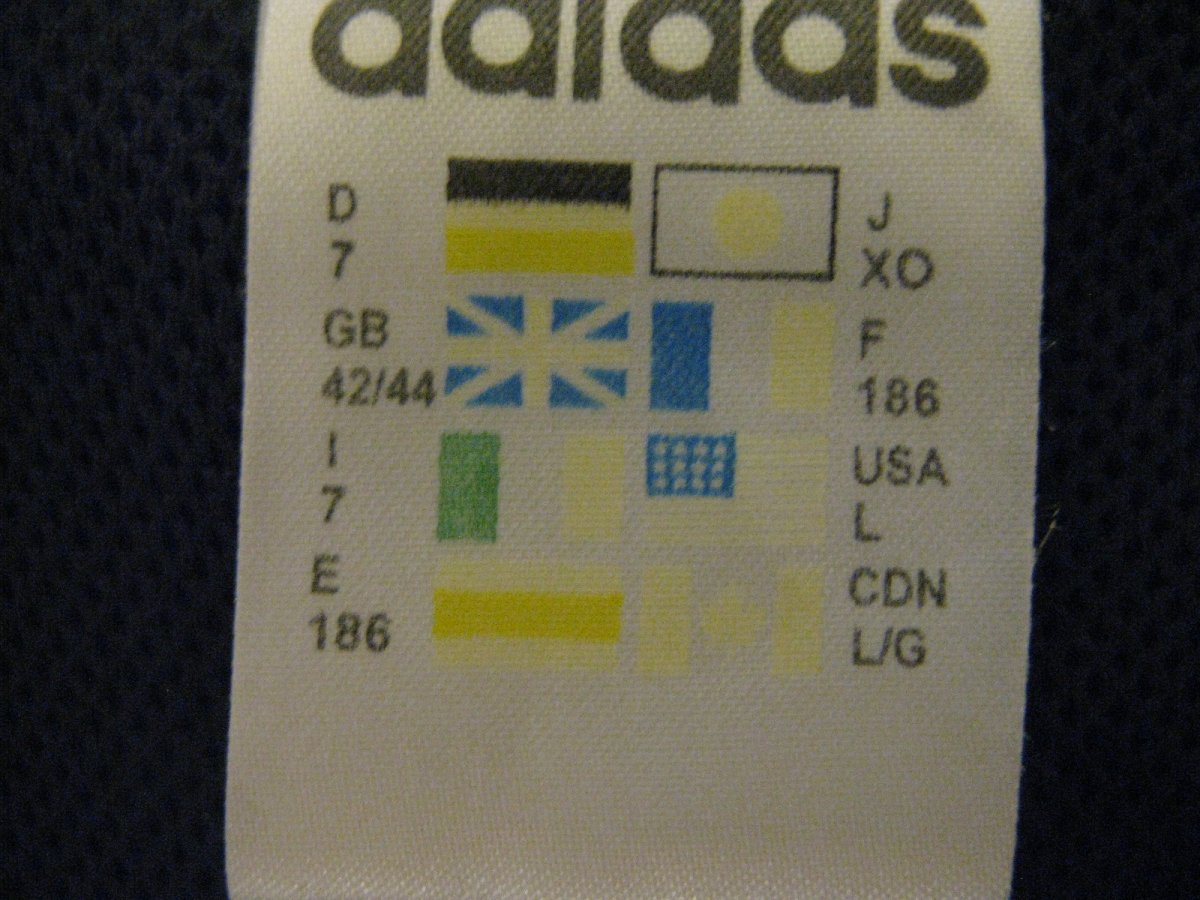 adidas
D
7
J
XO
GB
42/44
F
186
I
7
USA
L
E
186
CDN
L/G